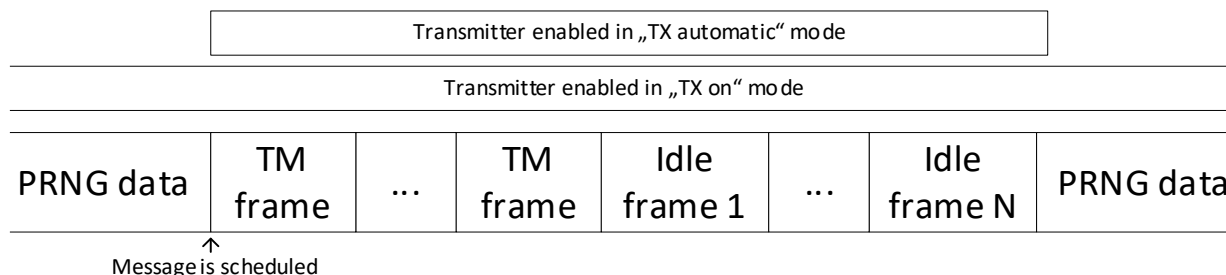 Transmitter enabled in „TX automatic“ mode
Transmitter enabled in „TX on“ mode
PRNG data
TM
frame
...
TM
frame
Idle
frame 1
...
Idle
frame N
PRNG data
Message is scheduled